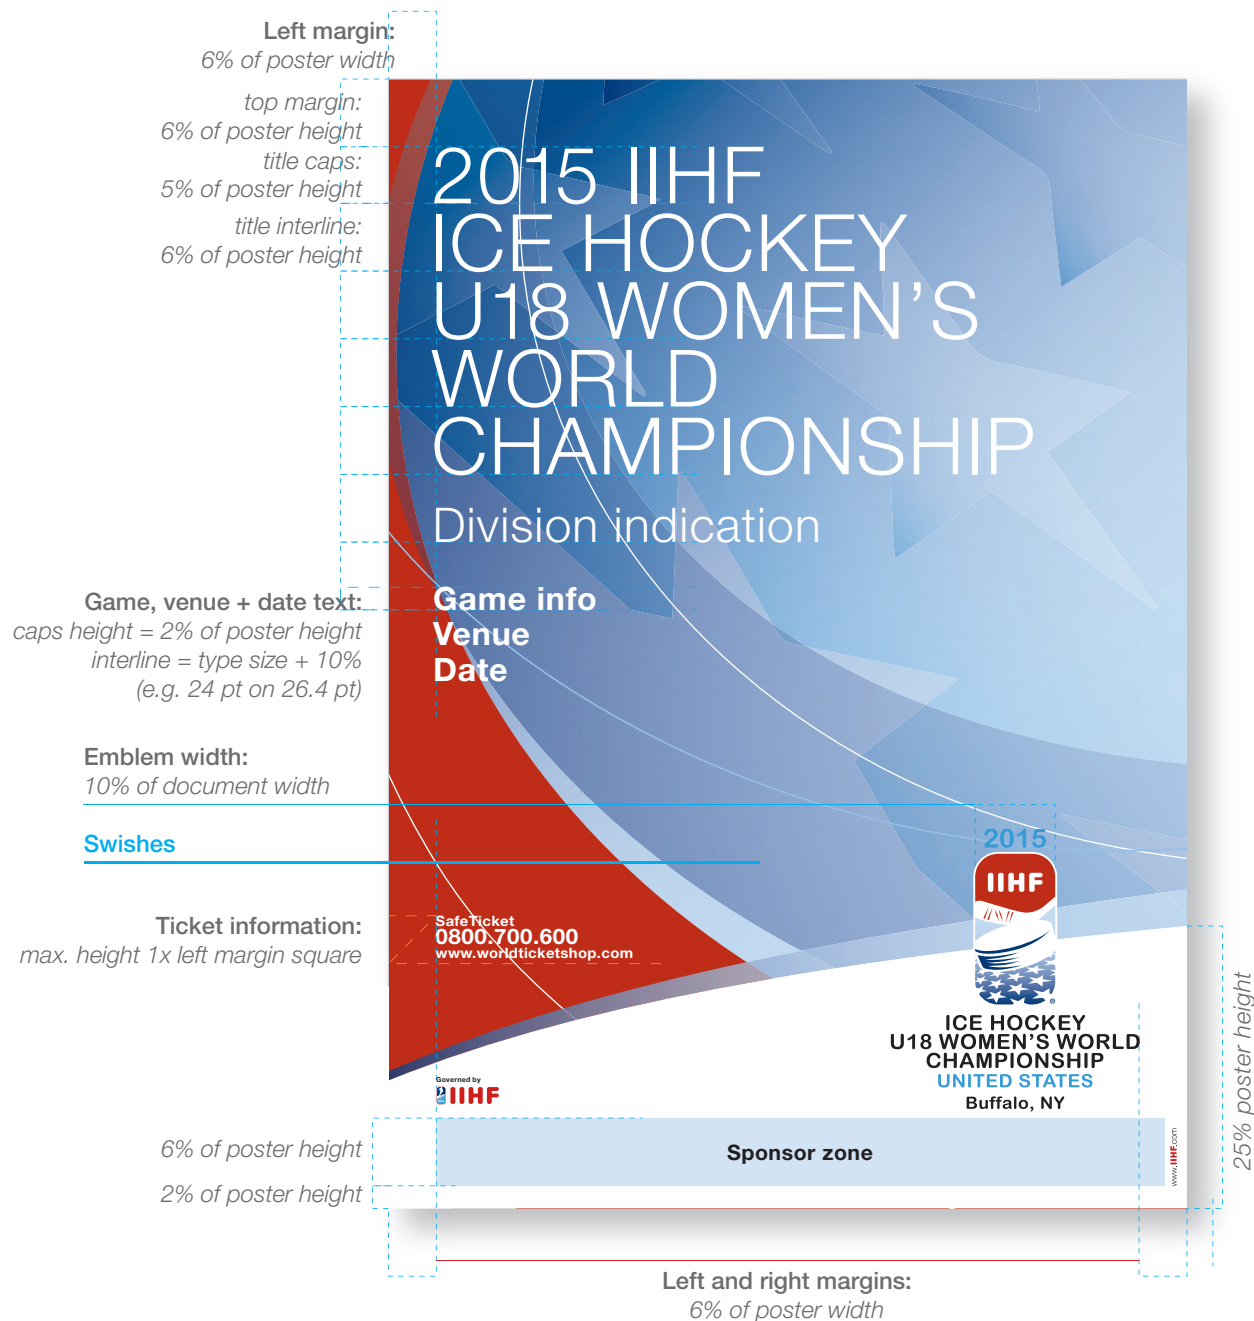 Left margin:
6% of poster width
top margin:
6% of poster height
title caps:
5% of poster height
title interline:
6% of poster height
2015 IIHF
ICE HOCKEY
U18 WOMEN’S
WORLD
CHAMPIONSHIP
Division indication
Game, venue + date text:
caps height = 2% of poster height
interline = type size + 10%
(e.g. 24 pt on 26.4 pt)
Game info
Venue
Date
Emblem width:
10% of document width
Swishes
2015
IIHF
®
ICE HOCKEY
U18 WOMEN’S WORLD
CHAMPIONSHIP
UNITED STATES
Buffalo, NY
Ticket information:
max. height 1x left margin square
SafeTicket
0800.700.600
www.worldticketshop.com
25% poster height
Governed by
IIHF
6% of poster height
2% of poster height
Sponsor zone
www.IIHF.com
Left and right margins:
6% of poster width